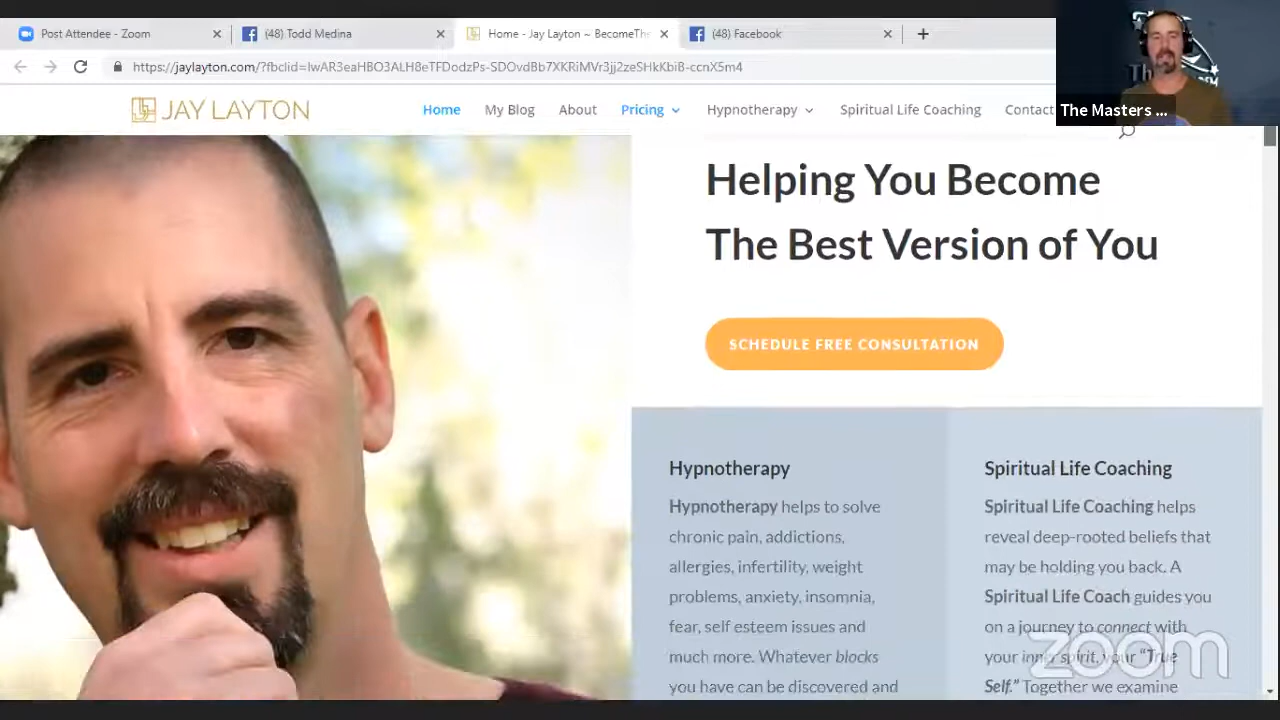 Post Attendee - Zoom
(48) Todd Medina
Home - Jay Layton ~ BecomeThe
(48) Facebook
https://jaylayton.com/?fbclid=IwAR3eaHBO3ALH8eTFDodzPs-SDOvdBb7XKRiMVr3jj2zeSHkKbiB-ccnX5m4
The Masters ...
JAY LAYTON
Home
My Blog
About
Pricing
Hypnotherapy
Spiritual Life Coaching
Contact
Helping You Become
The Best Version of You
SCHEDULE FREE CONSULTATION
Hypnotherapy
Hypnotherapy helps to solve
chronic pain, addictions,
allergies, infertility, weight
problems, anxiety, insomnia,
fear, self esteem issues and
much more. Whatever blocks
you have can be discovered and
Spiritual Life Coaching
Spiritual Life Coaching helps
reveal deep-rooted beliefs that
may be holding you back. A
Spiritual Life Coach guides you
on a journey to connect with
your inner spirit, your "True
Self." Together we examine
zoom